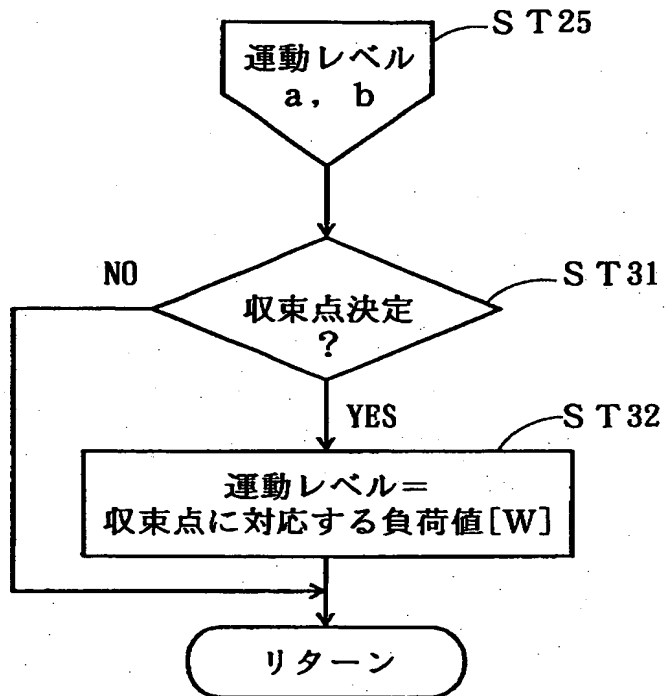 ST25
運動レベル
a, b
NO
収束点決定
?
ST31
YES
ST32
運動レベル=
収束点に対応する負荷値[W]
リターン